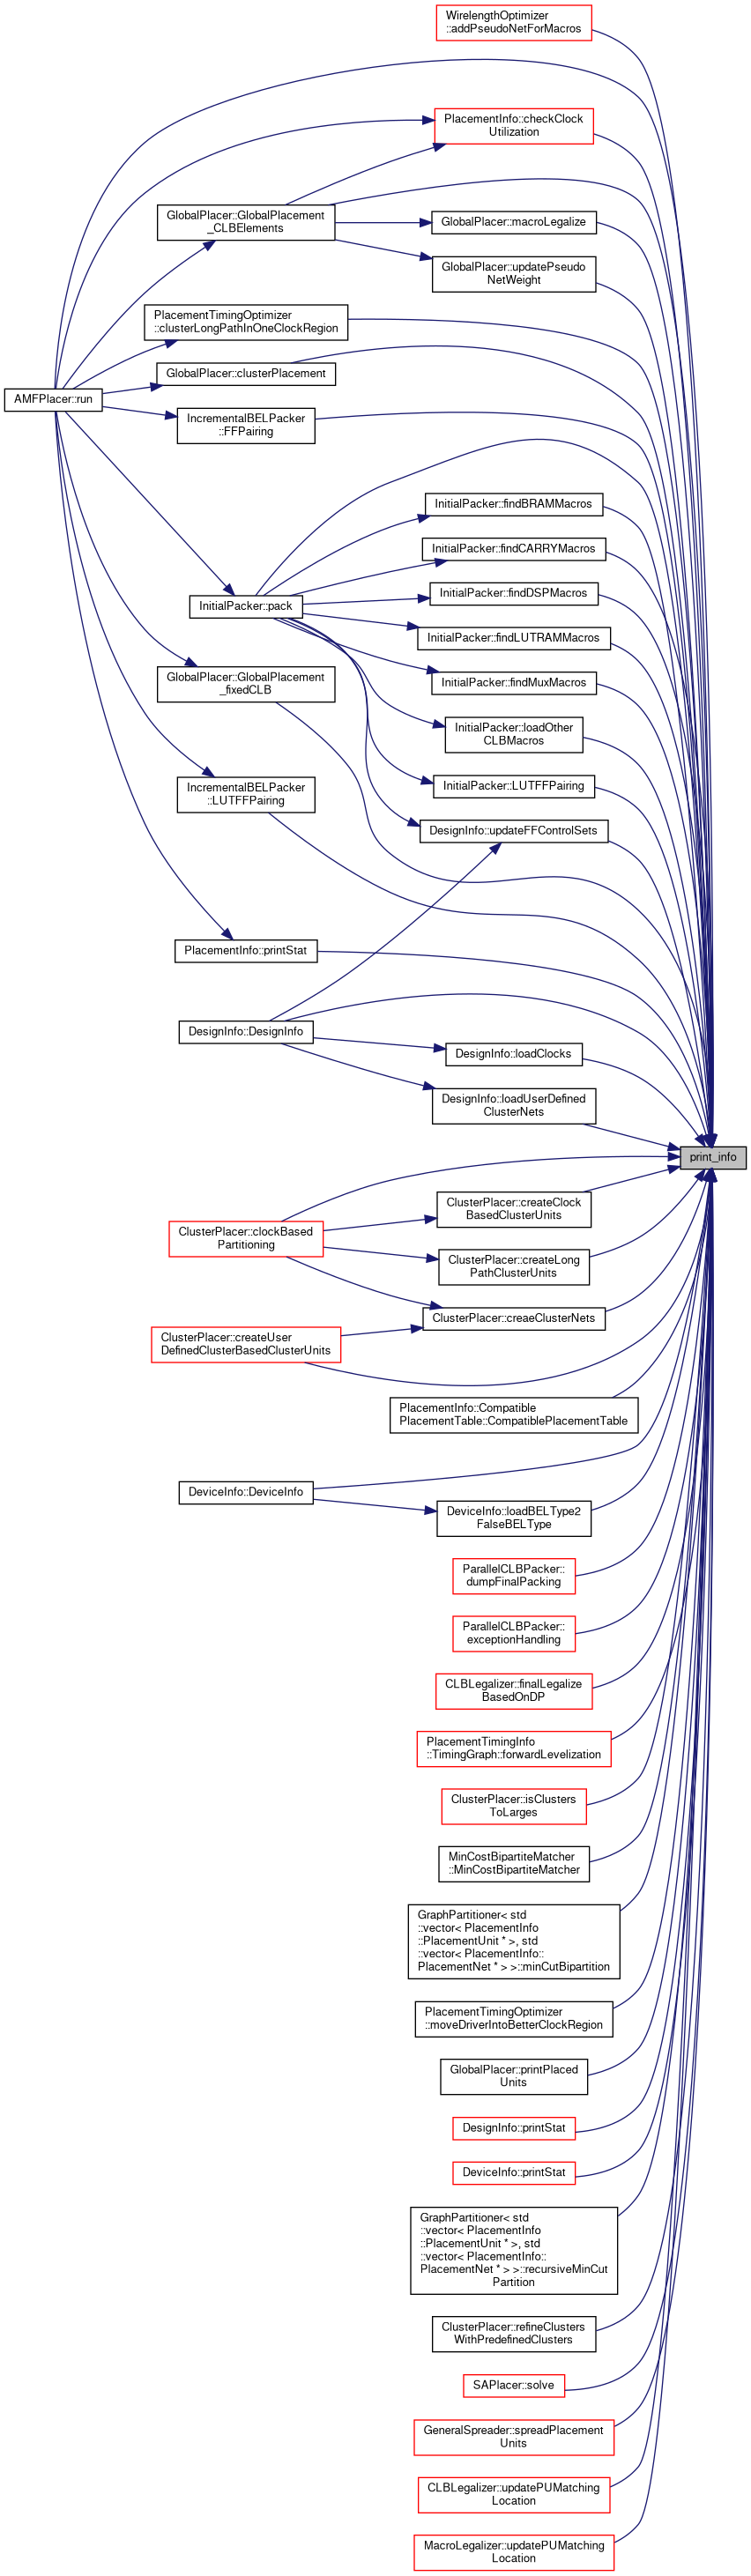 WirelengthOptimizer
::addPseudoNetForMacros
PlacementInfo::checkClock
Utilization
GlobalPlacer::GlobalPlacement
_CLBElements
GlobalPlacer::macroLegalize
GlobalPlacer::updatePseudo
NetWeight
PlacementTimingOptimizer
::clusterLongPathInOneClockRegion
GlobalPlacer::clusterPlacement
AMFPlacer::run
IncrementalBELPacker
::FFPairing
InitialPacker::findBRAMMacros
InitialPacker::findCARRYMacros
InitialPacker::findDSPMacros
InitialPacker::pack
InitialPacker::findLUTRAMMacros
GlobalPlacer::GlobalPlacement
_fixedCLB
InitialPacker::findMuxMacros
InitialPacker::loadOther
CLBMacros
IncrementalBELPacker
::LUTFFPairing
InitialPacker::LUTFFPairing
DesignInfo::updateFFControlSets
PlacementInfo::printStat
DesignInfo::DesignInfo
DesignInfo::loadClocks
DesignInfo::loadUserDefined
ClusterNets
print_info
ClusterPlacer::createClock
BasedClusterUnits
ClusterPlacer::clockBased
Partitioning
ClusterPlacer::createLong
PathClusterUnits
ClusterPlacer::creaeClusterNets
ClusterPlacer::createUser
DefinedClusterBasedClusterUnits
PlacementInfo::Compatible
PlacementTable::CompatiblePlacementTable
DeviceInfo::DeviceInfo
DeviceInfo::loadBELType2
FalseBELType
ParallelCLBPacker::
dumpFinalPacking
ParallelCLBPacker::
exceptionHandling
CLBLegalizer::finalLegalize
BasedOnDP
PlacementTimingInfo
::TimingGraph::forwardLevelization
ClusterPlacer::isClusters
ToLarges
MinCostBipartiteMatcher
::MinCostBipartiteMatcher
GraphPartitioner< std
::vector< PlacementInfo
::PlacementUnit * >, std
::vector< PlacementInfo::
PlacementNet * > >::minCutBipartition
PlacementTimingOptimizer
::moveDriverIntoBetterClockRegion
GlobalPlacer::printPlaced
Units
DesignInfo::printStat
DeviceInfo::printStat
GraphPartitioner< std
::vector< PlacementInfo
::PlacementUnit * >, std
::vector< PlacementInfo::
PlacementNet * > >::recursiveMinCut
Partition
ClusterPlacer::refineClusters
WithPredefinedClusters
SAPlacer::solve
GeneralSpreader::spreadPlacement
Units
CLBLegalizer::updatePUMatching
Location
MacroLegalizer::updatePUMatching
Location